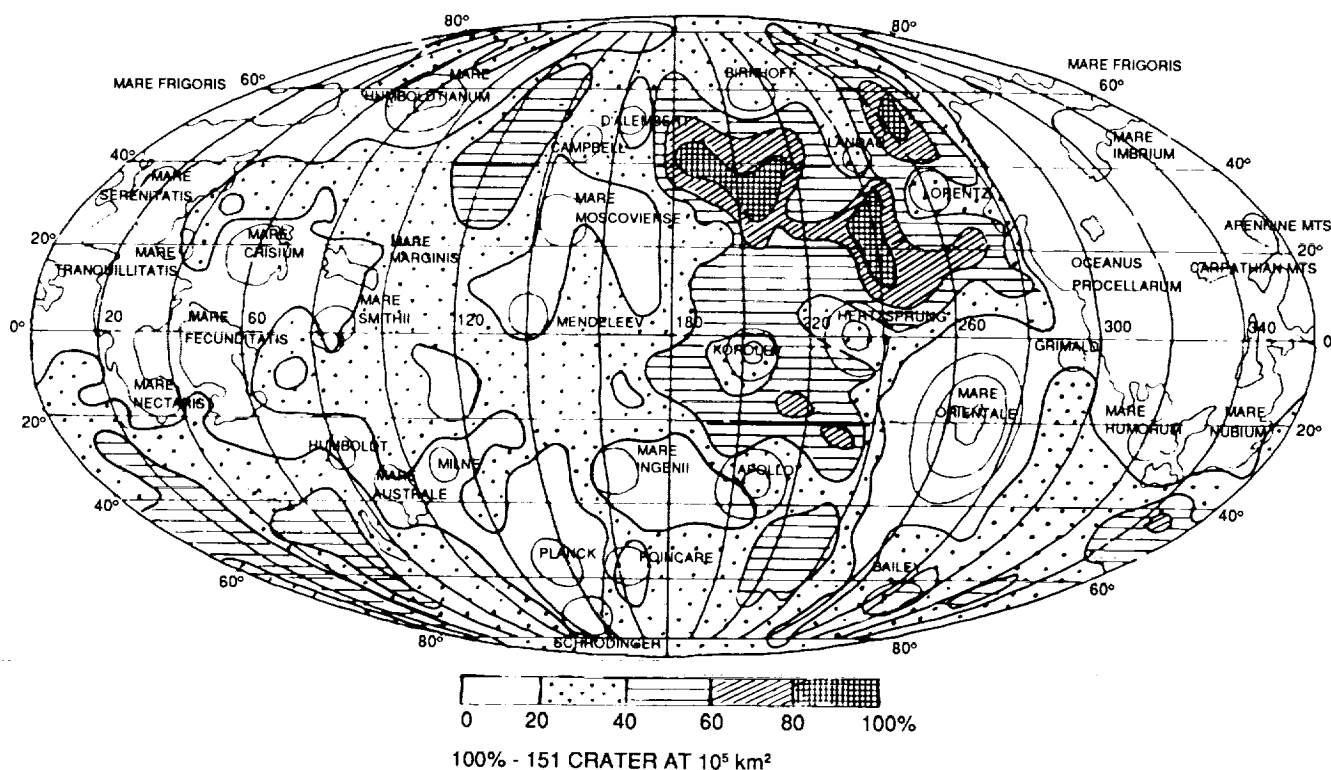 80° 80°
MARE FRIGORIS 60° MARE HUMBOLDTIANUM BIRKHOFF MARE FRIGORIS 60°
D'ALEMBERT
CAMPBELL LANDAU MARE IMBRIUM
40° 40°
MARE SERENITATIS MARE MOSCOVIERSE LORENTZ
MARE CRISIUM MARE MARGINIS APENNINE MTS
20° 20°
MARE TRANQUILLITATIS OCEANUS PROCELLARUM CARPATHIAN MTS
MARE SMITHII
0° 20 MARE FECUNDITATIS 60 120 MENDELEEV 180 220 HERTZSPRUNG 260 300 340 0
KOROLEV GRIMALD
MARE NECTARIS MARE ORIENTALE MARE HUMORUM MARE NUBIUM
20° 20°
HUMBOLDT MILNE MARE INGENII APOLLO
MARE AUSTRALE
40° 40°
PLANCK POINCARE BAILEY
60° 60°
80° SCHRODINGER 80°
0 20 40 60 80 100%
100% - 151 CRATER AT 10⁵ km²